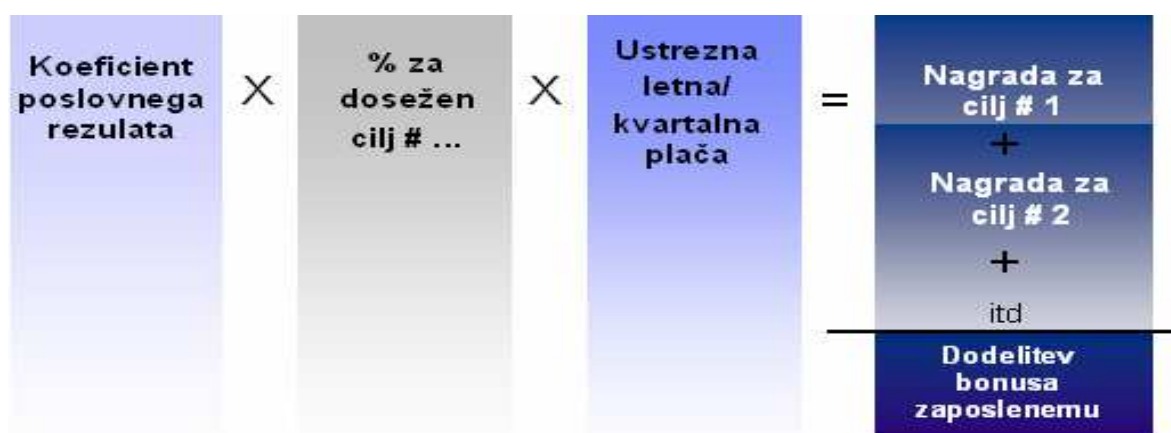 Koeficient
poslovnega
rezulata
X
% za
dosežen
cilj # ...
X
Ustrezna
letna/
kvartalna
plača
=
Nagrada za
cilj # 1
+
Nagrada za
cilj # 2
+
itd
Dodelitev
bonusa
zaposlenemu